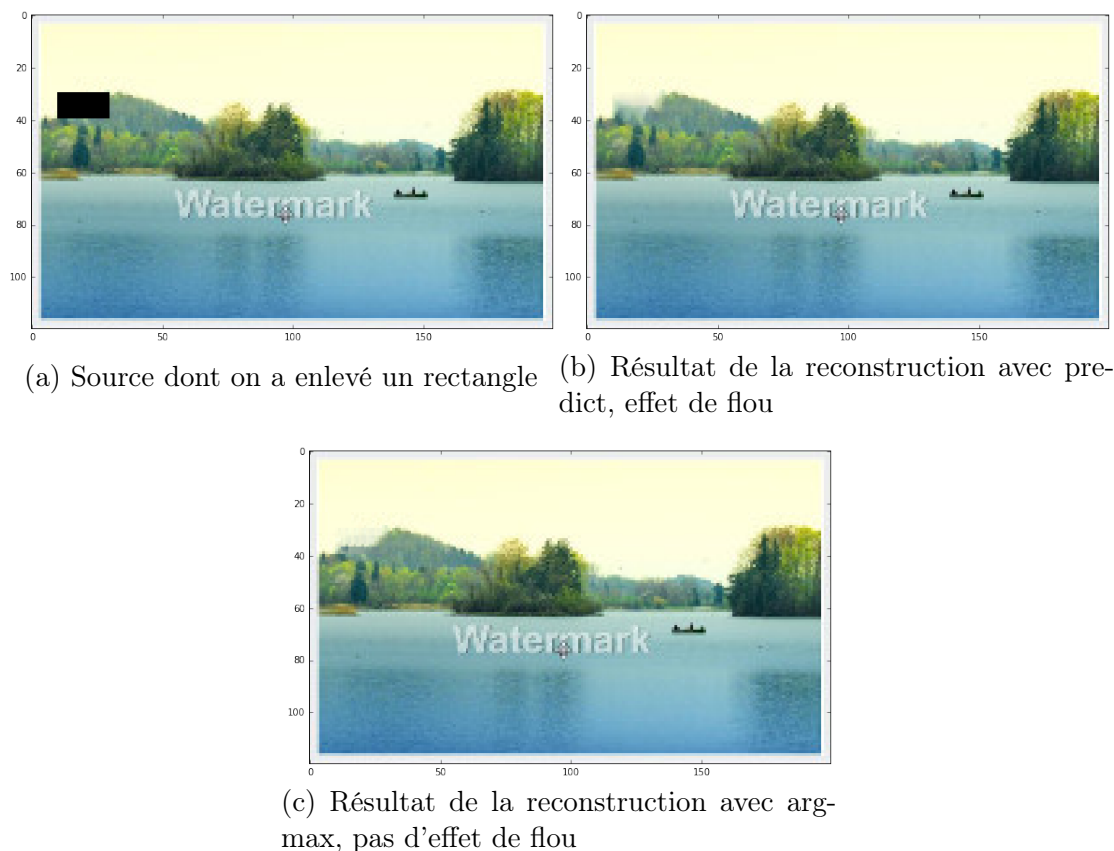 0
20
40
60
80
100
0 50 100 150
Watermark
(a) Source dont on a enlevé un rectangle
0
20
40
60
80
100
0 50 100 150
Watermark
(b) Résultat de la reconstruction avec pre-
dict, effet de flou
0
20
40
60
80
100
0 50 100 150
Watermark
(c) Résultat de la reconstruction avec arg-
max, pas d'effet de flou